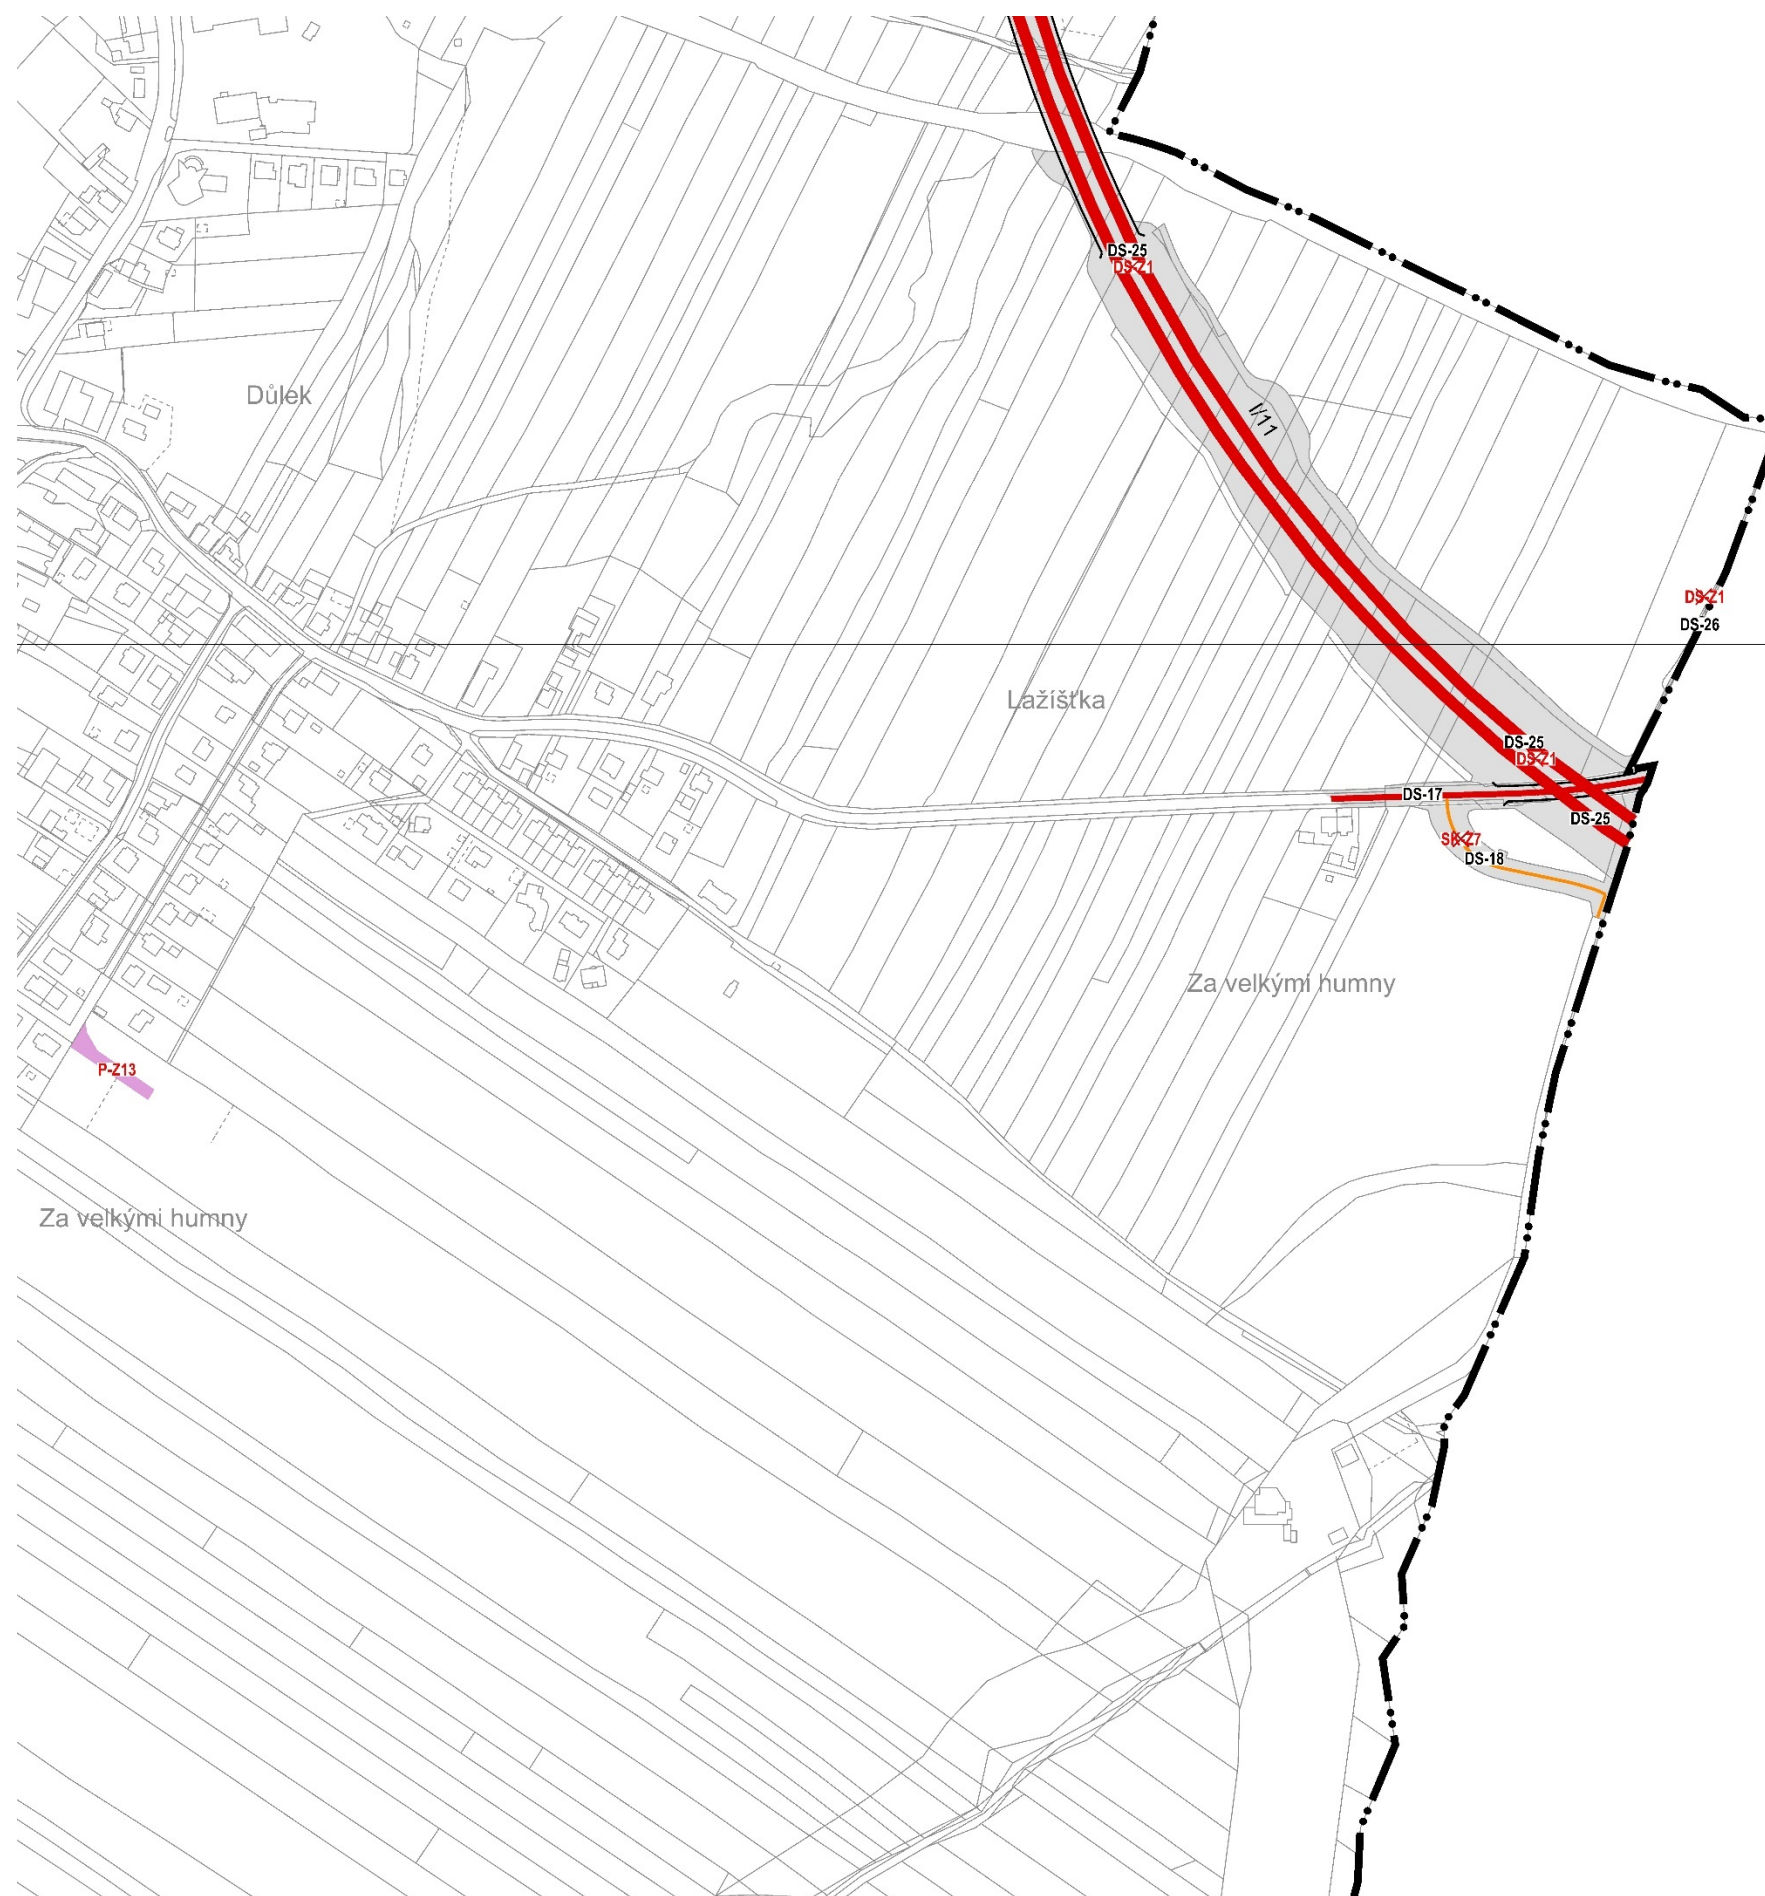 DS-25
DS-Z1
Důlek
I/11
DS-Z1
DS-26
Lažíštka
DS-25
DS-Z1
DS-17
DS-25
SK-Z7
DS-18
Za velkými humny
P-Z13
Za velkými humny